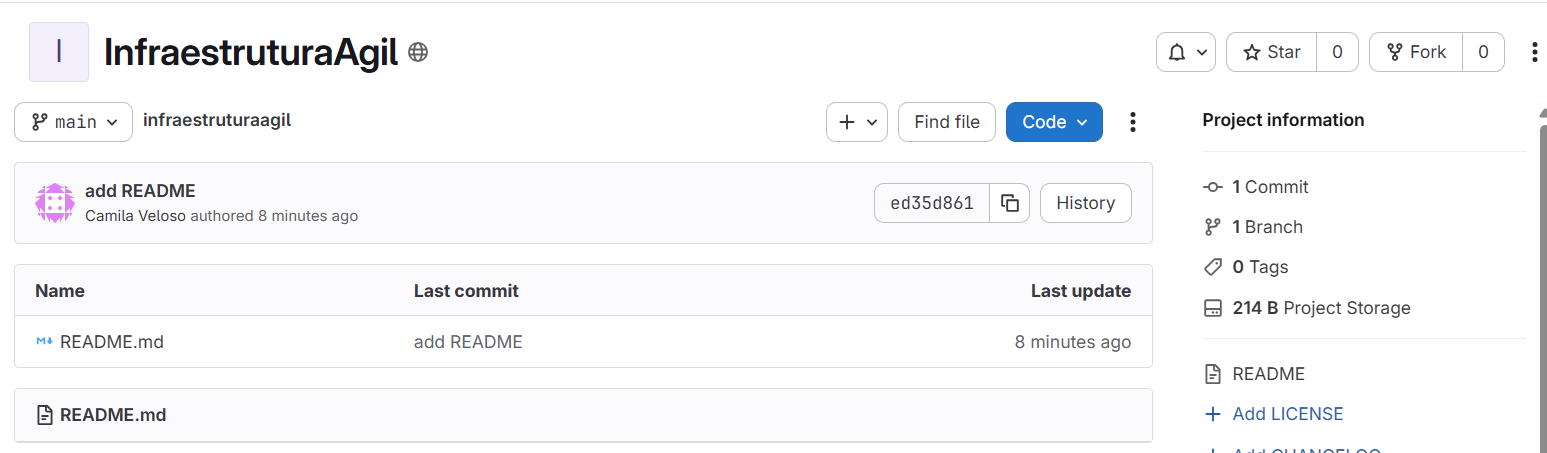 I InfraestruturaAgil Star 0 Fork 0
main infraestruturaagil Find file Code
add README
Camila Veloso authored 8 minutes ago
ed35d861 History
Name Last commit Last update
README.md add README 8 minutes ago
README.md
Project information
1 Commit
1 Branch
0 Tags
214 B Project Storage
README
Add LICENSE
Add CHANGELOG